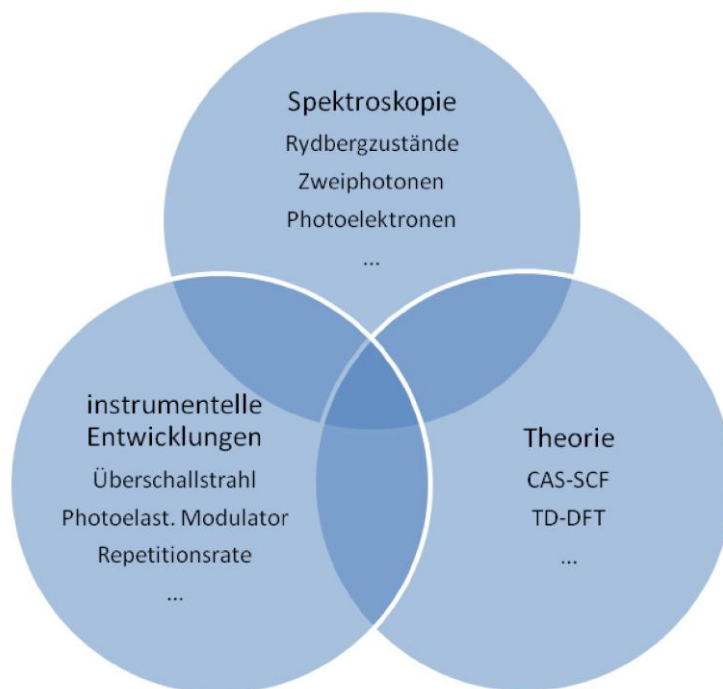 Spektroskopie
Rydbergzustände
Zweiphotonen
Photoelektronen
...
instrumentelle
Entwicklungen
Überschallstrahl
Photoelast. Modulator
Repetitionsrate
...
Theorie
CAS-SCF
TD-DFT
...